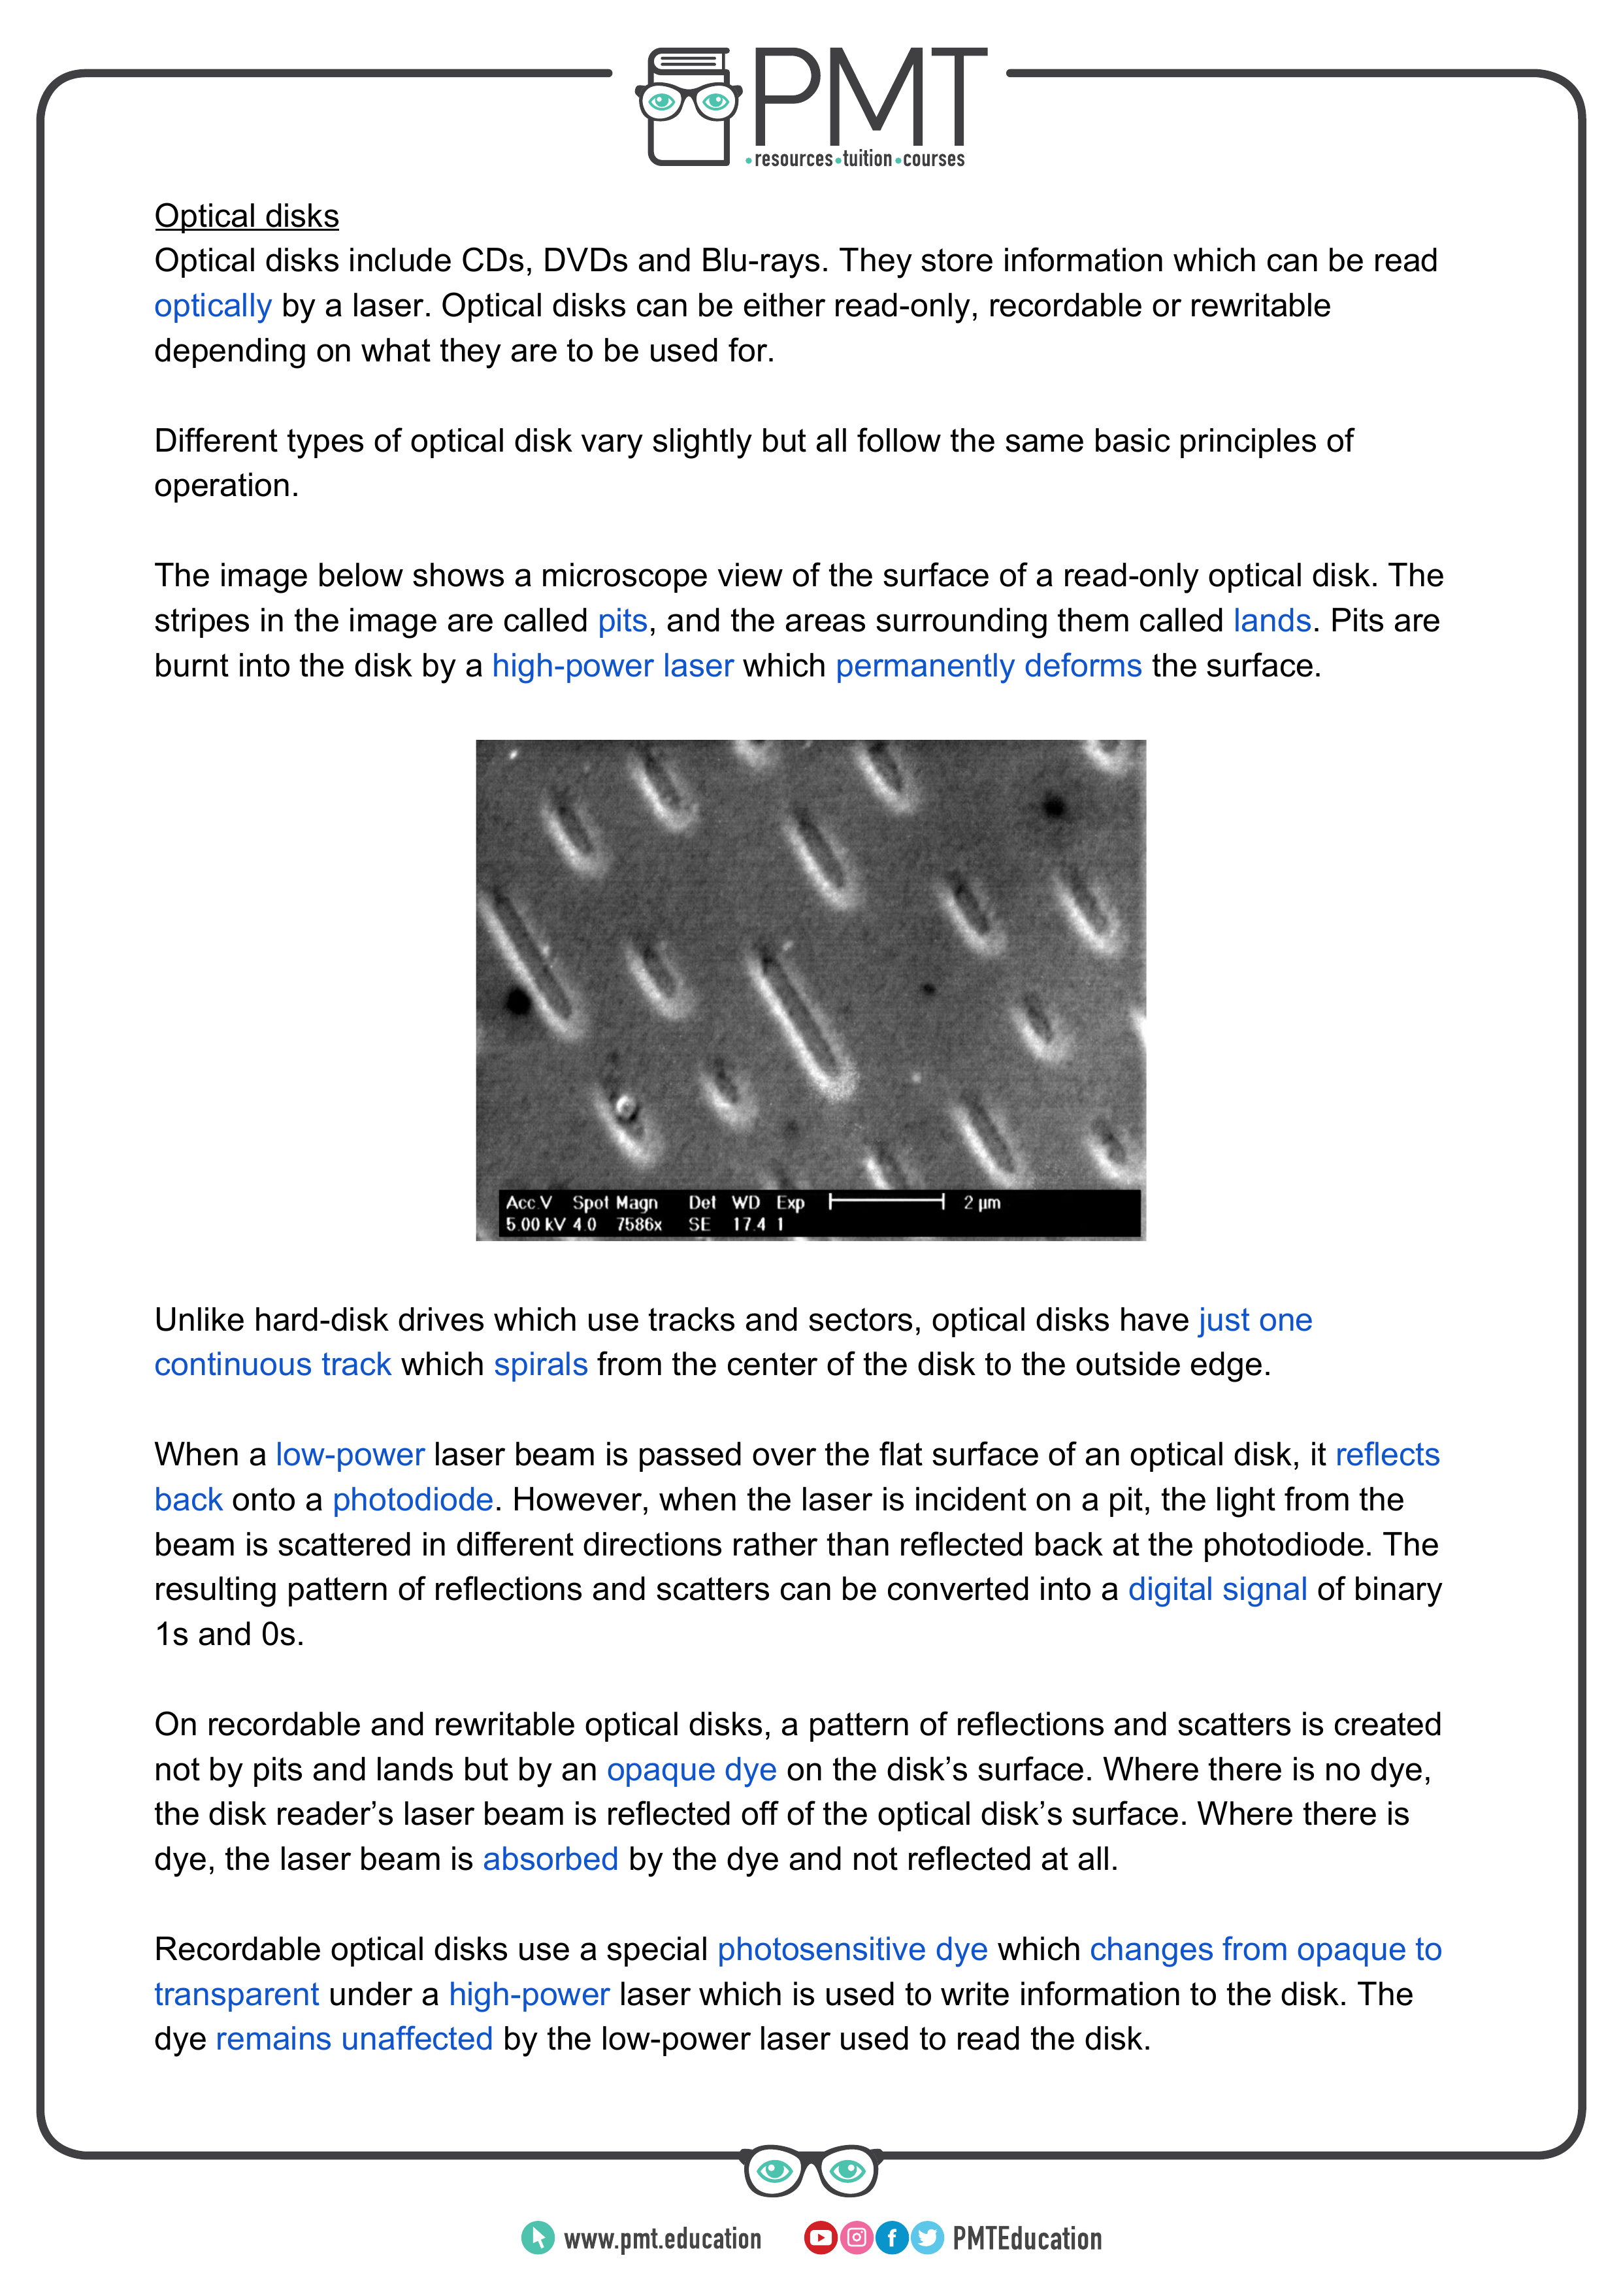 PMT
•resources•tuition•courses
Optical disks
Optical disks include CDs, DVDs and Blu-rays. They store information which can be read
optically by a laser. Optical disks can be either read-only, recordable or rewritable
depending on what they are to be used for.
Different types of optical disk vary slightly but all follow the same basic principles of
operation.
The image below shows a microscope view of the surface of a read-only optical disk. The
stripes in the image are called pits, and the areas surrounding them called lands. Pits are
burnt into the disk by a high-power laser which permanently deforms the surface.
Acc.V Spot Magn Det WD Exp 2 µm
5.00 kV 4.0 7586x SE 17.4 1
Unlike hard-disk drives which use tracks and sectors, optical disks have just one
continuous track which spirals from the center of the disk to the outside edge.
When a low-power laser beam is passed over the flat surface of an optical disk, it reflects
back onto a photodiode. However, when the laser is incident on a pit, the light from the
beam is scattered in different directions rather than reflected back at the photodiode. The
resulting pattern of reflections and scatters can be converted into a digital signal of binary
1s and 0s.
On recordable and rewritable optical disks, a pattern of reflections and scatters is created
not by pits and lands but by an opaque dye on the disk’s surface. Where there is no dye,
the disk reader’s laser beam is reflected off of the optical disk’s surface. Where there is
dye, the laser beam is absorbed by the dye and not reflected at all.
Recordable optical disks use a special photosensitive dye which changes from opaque to
transparent under a high-power laser which is used to write information to the disk. The
dye remains unaffected by the low-power laser used to read the disk.
www.pmt.education PMTEducation